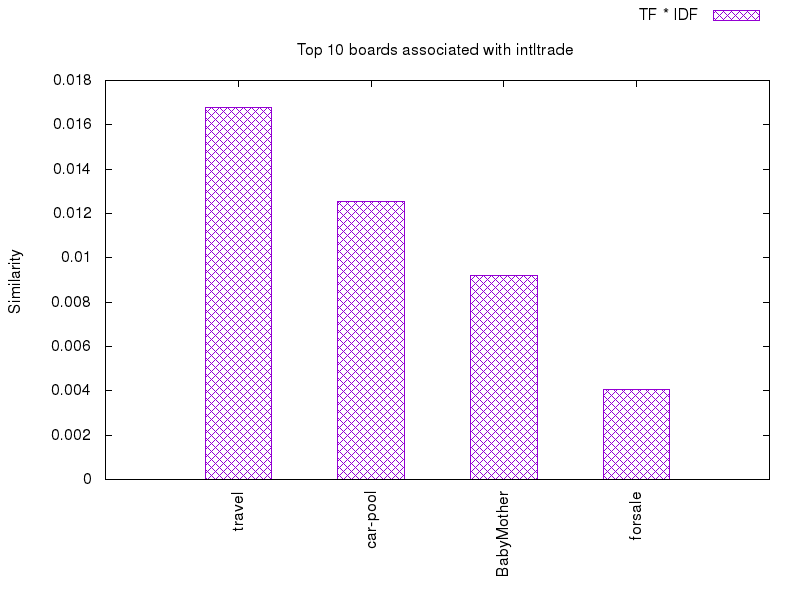 TF * IDF
Top 10 boards associated with intltrade
0.018
0.016
0.014
0.012
0.01
0.008
0.006
0.004
0.002
0
Similarity
travel
car-pool
BabyMother
forsale